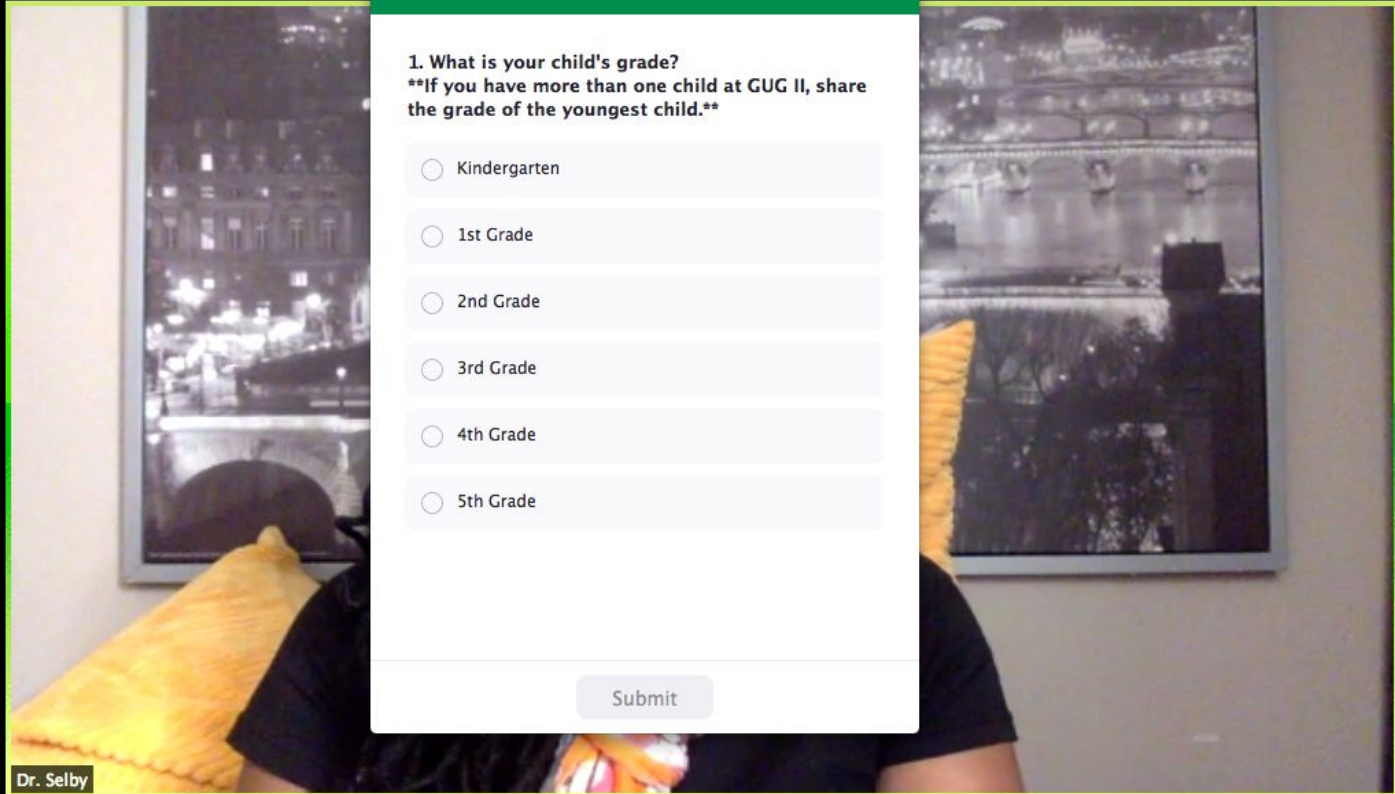 1. What is your child's grade?
**If you have more than one child at GUG II, share
the grade of the youngest child.**
Kindergarten
1st Grade
2nd Grade
3rd Grade
4th Grade
5th Grade
Submit
Dr. Selby